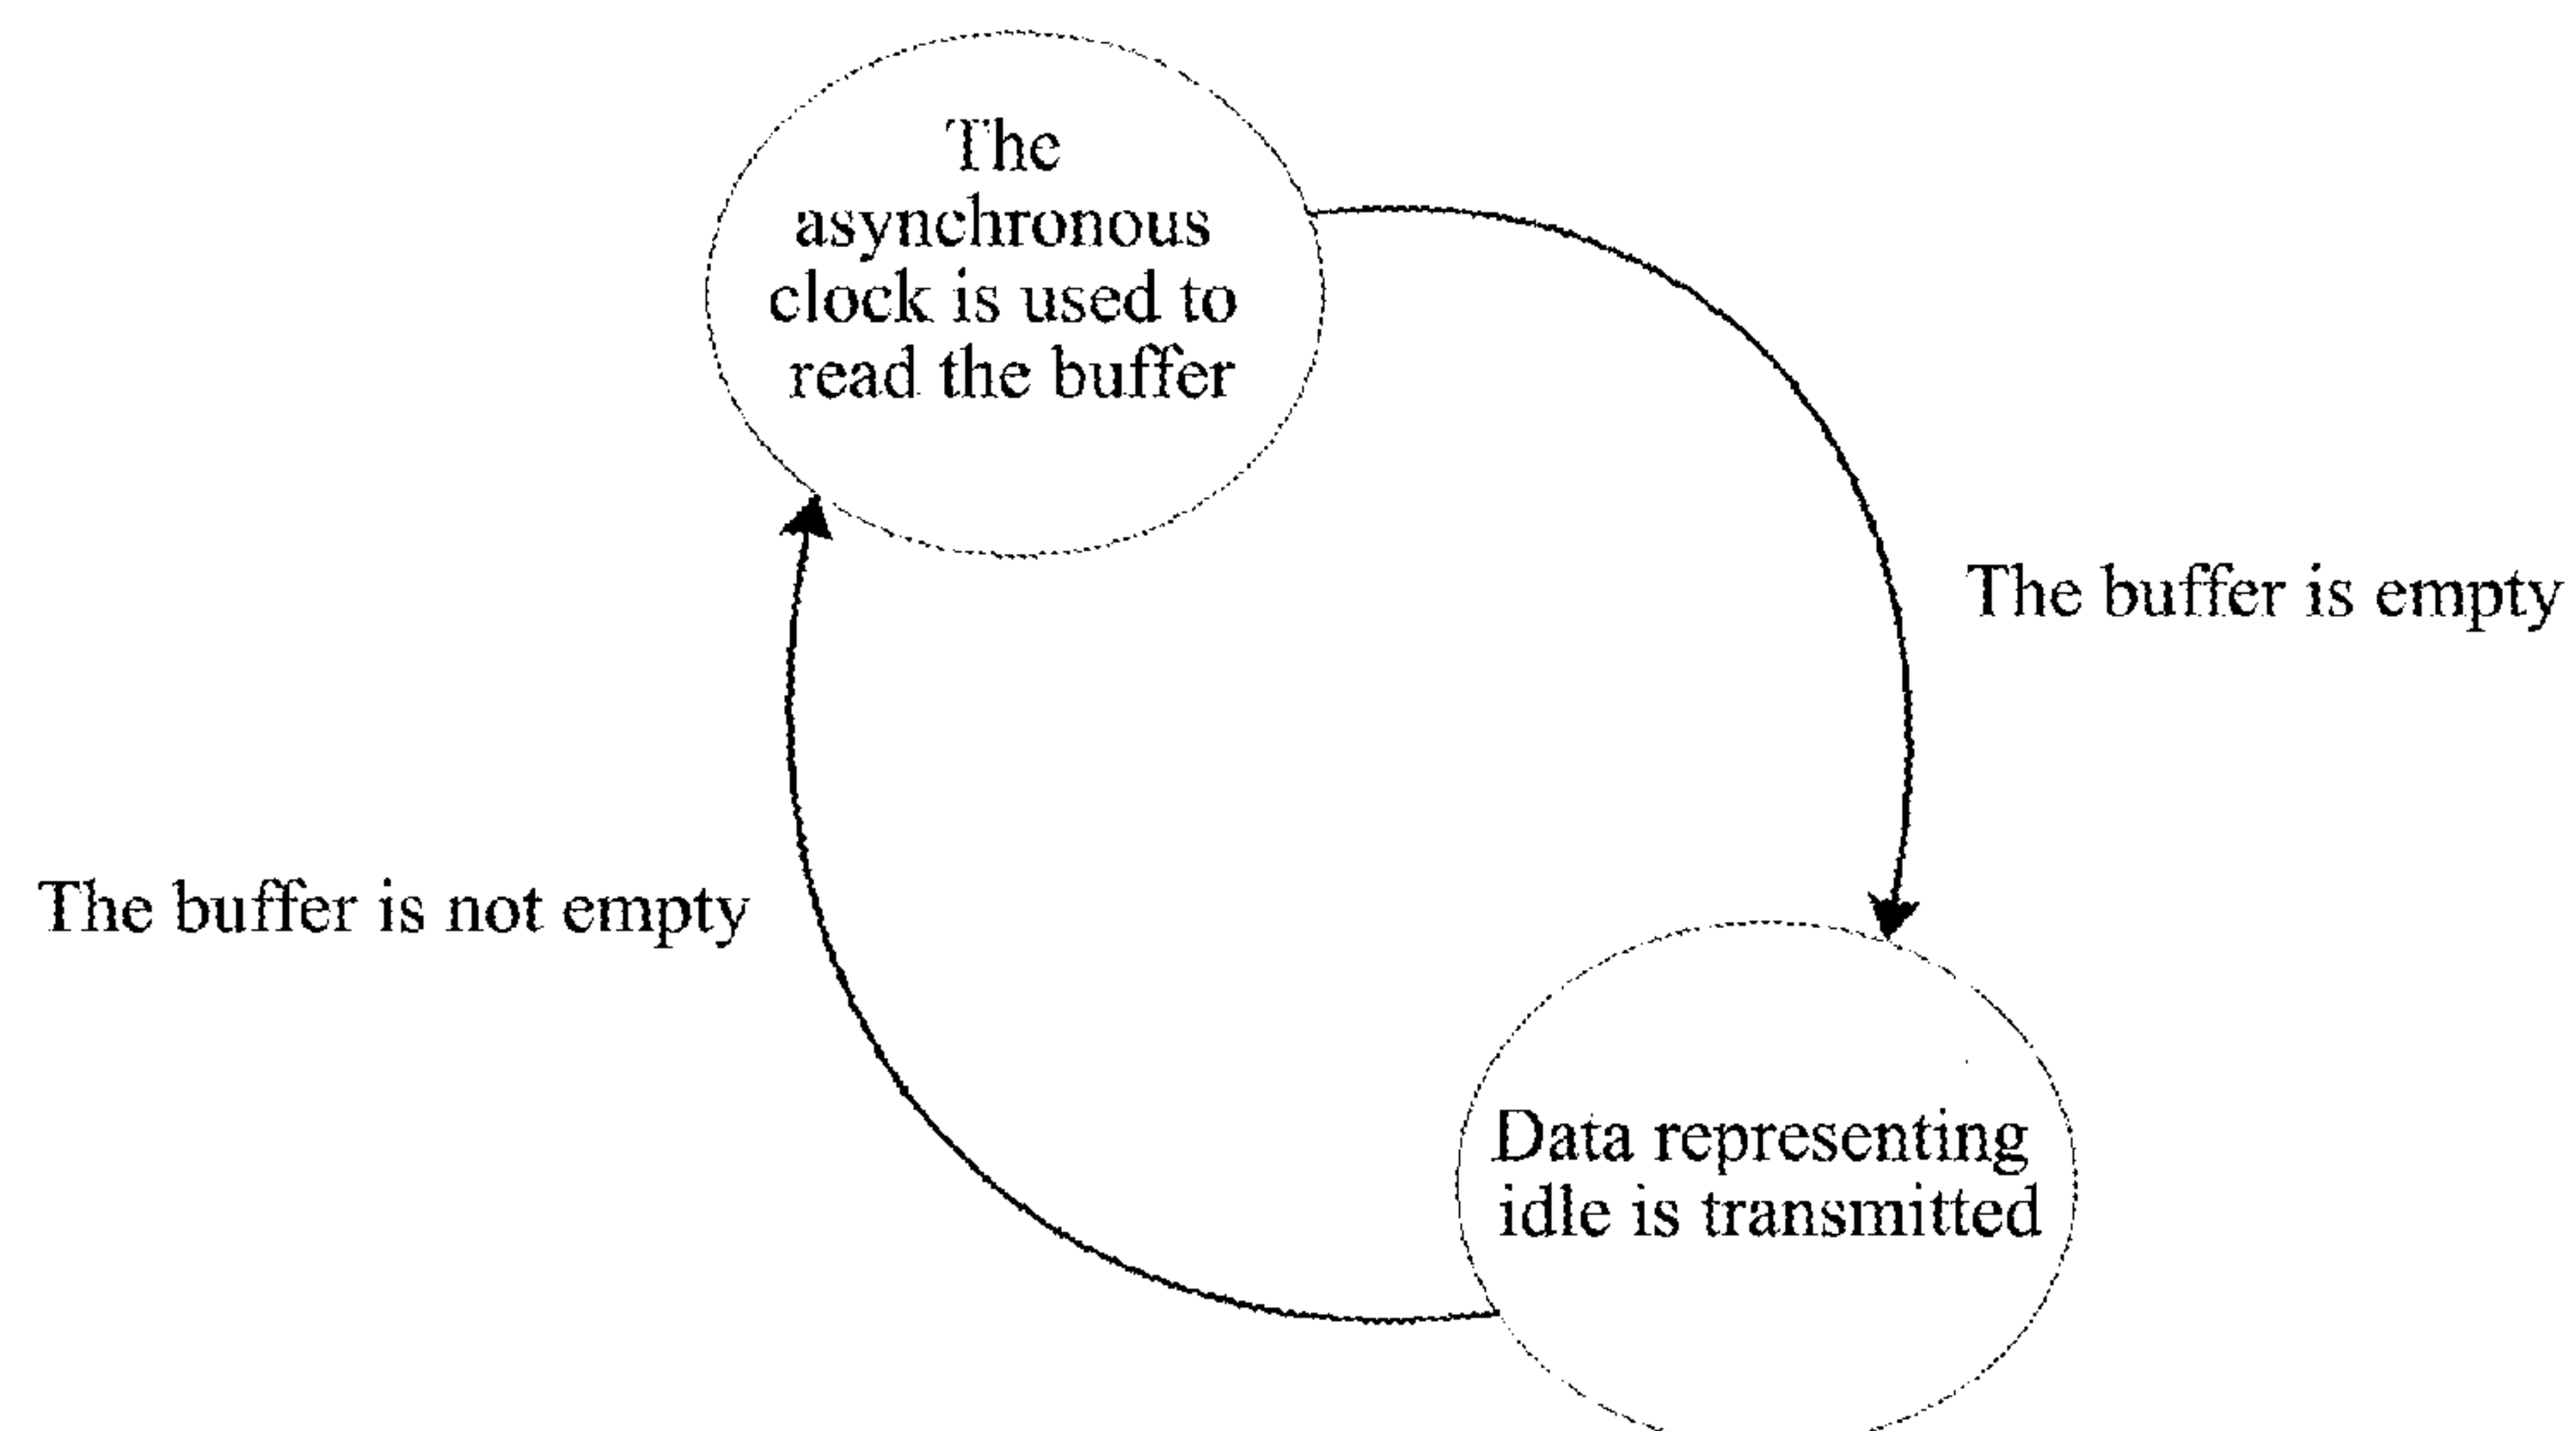 The
asynchronous
clock is used to
read the buffer
The buffer is empty
The buffer is not empty
Data representing
idle is transmitted